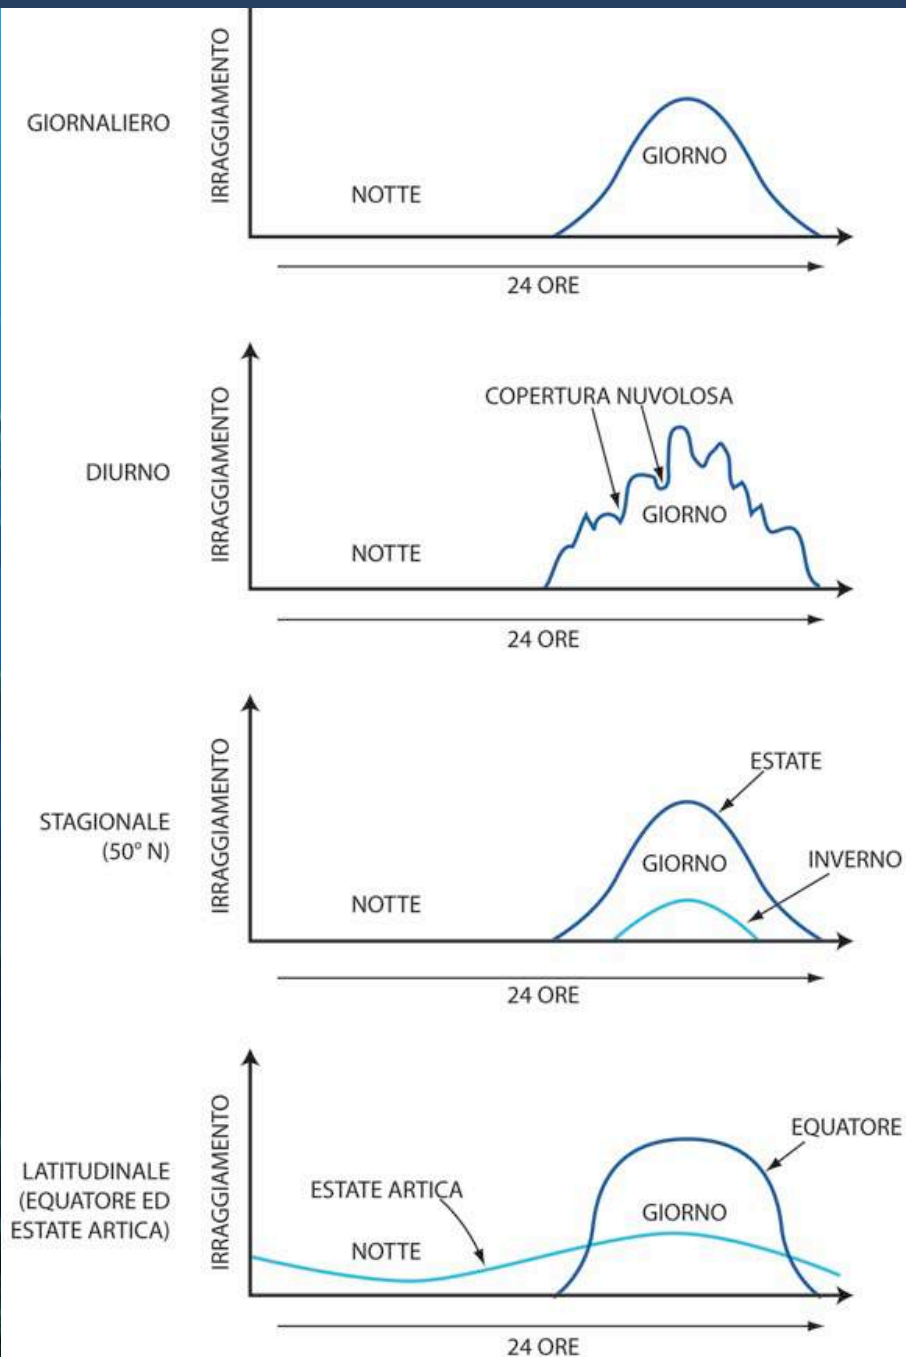 IRRAGGIAMENTO
GIORNALIERO
GIORNO
NOTTE
24 ORE
IRRAGGIAMENTO
COPERTURA NUVOLOSA
DIURNO
GIORNO
NOTTE
24 ORE
IRRAGGIAMENTO
ESTATE
STAGIONALE
(50° N)
GIORNO
INVERNO
NOTTE
24 ORE
IRRAGGIAMENTO
EQUATORE
LATITUDINALE
(EQUATORE ED
ESTATE ARTICA)
ESTATE ARTICA
GIORNO
NOTTE
24 ORE